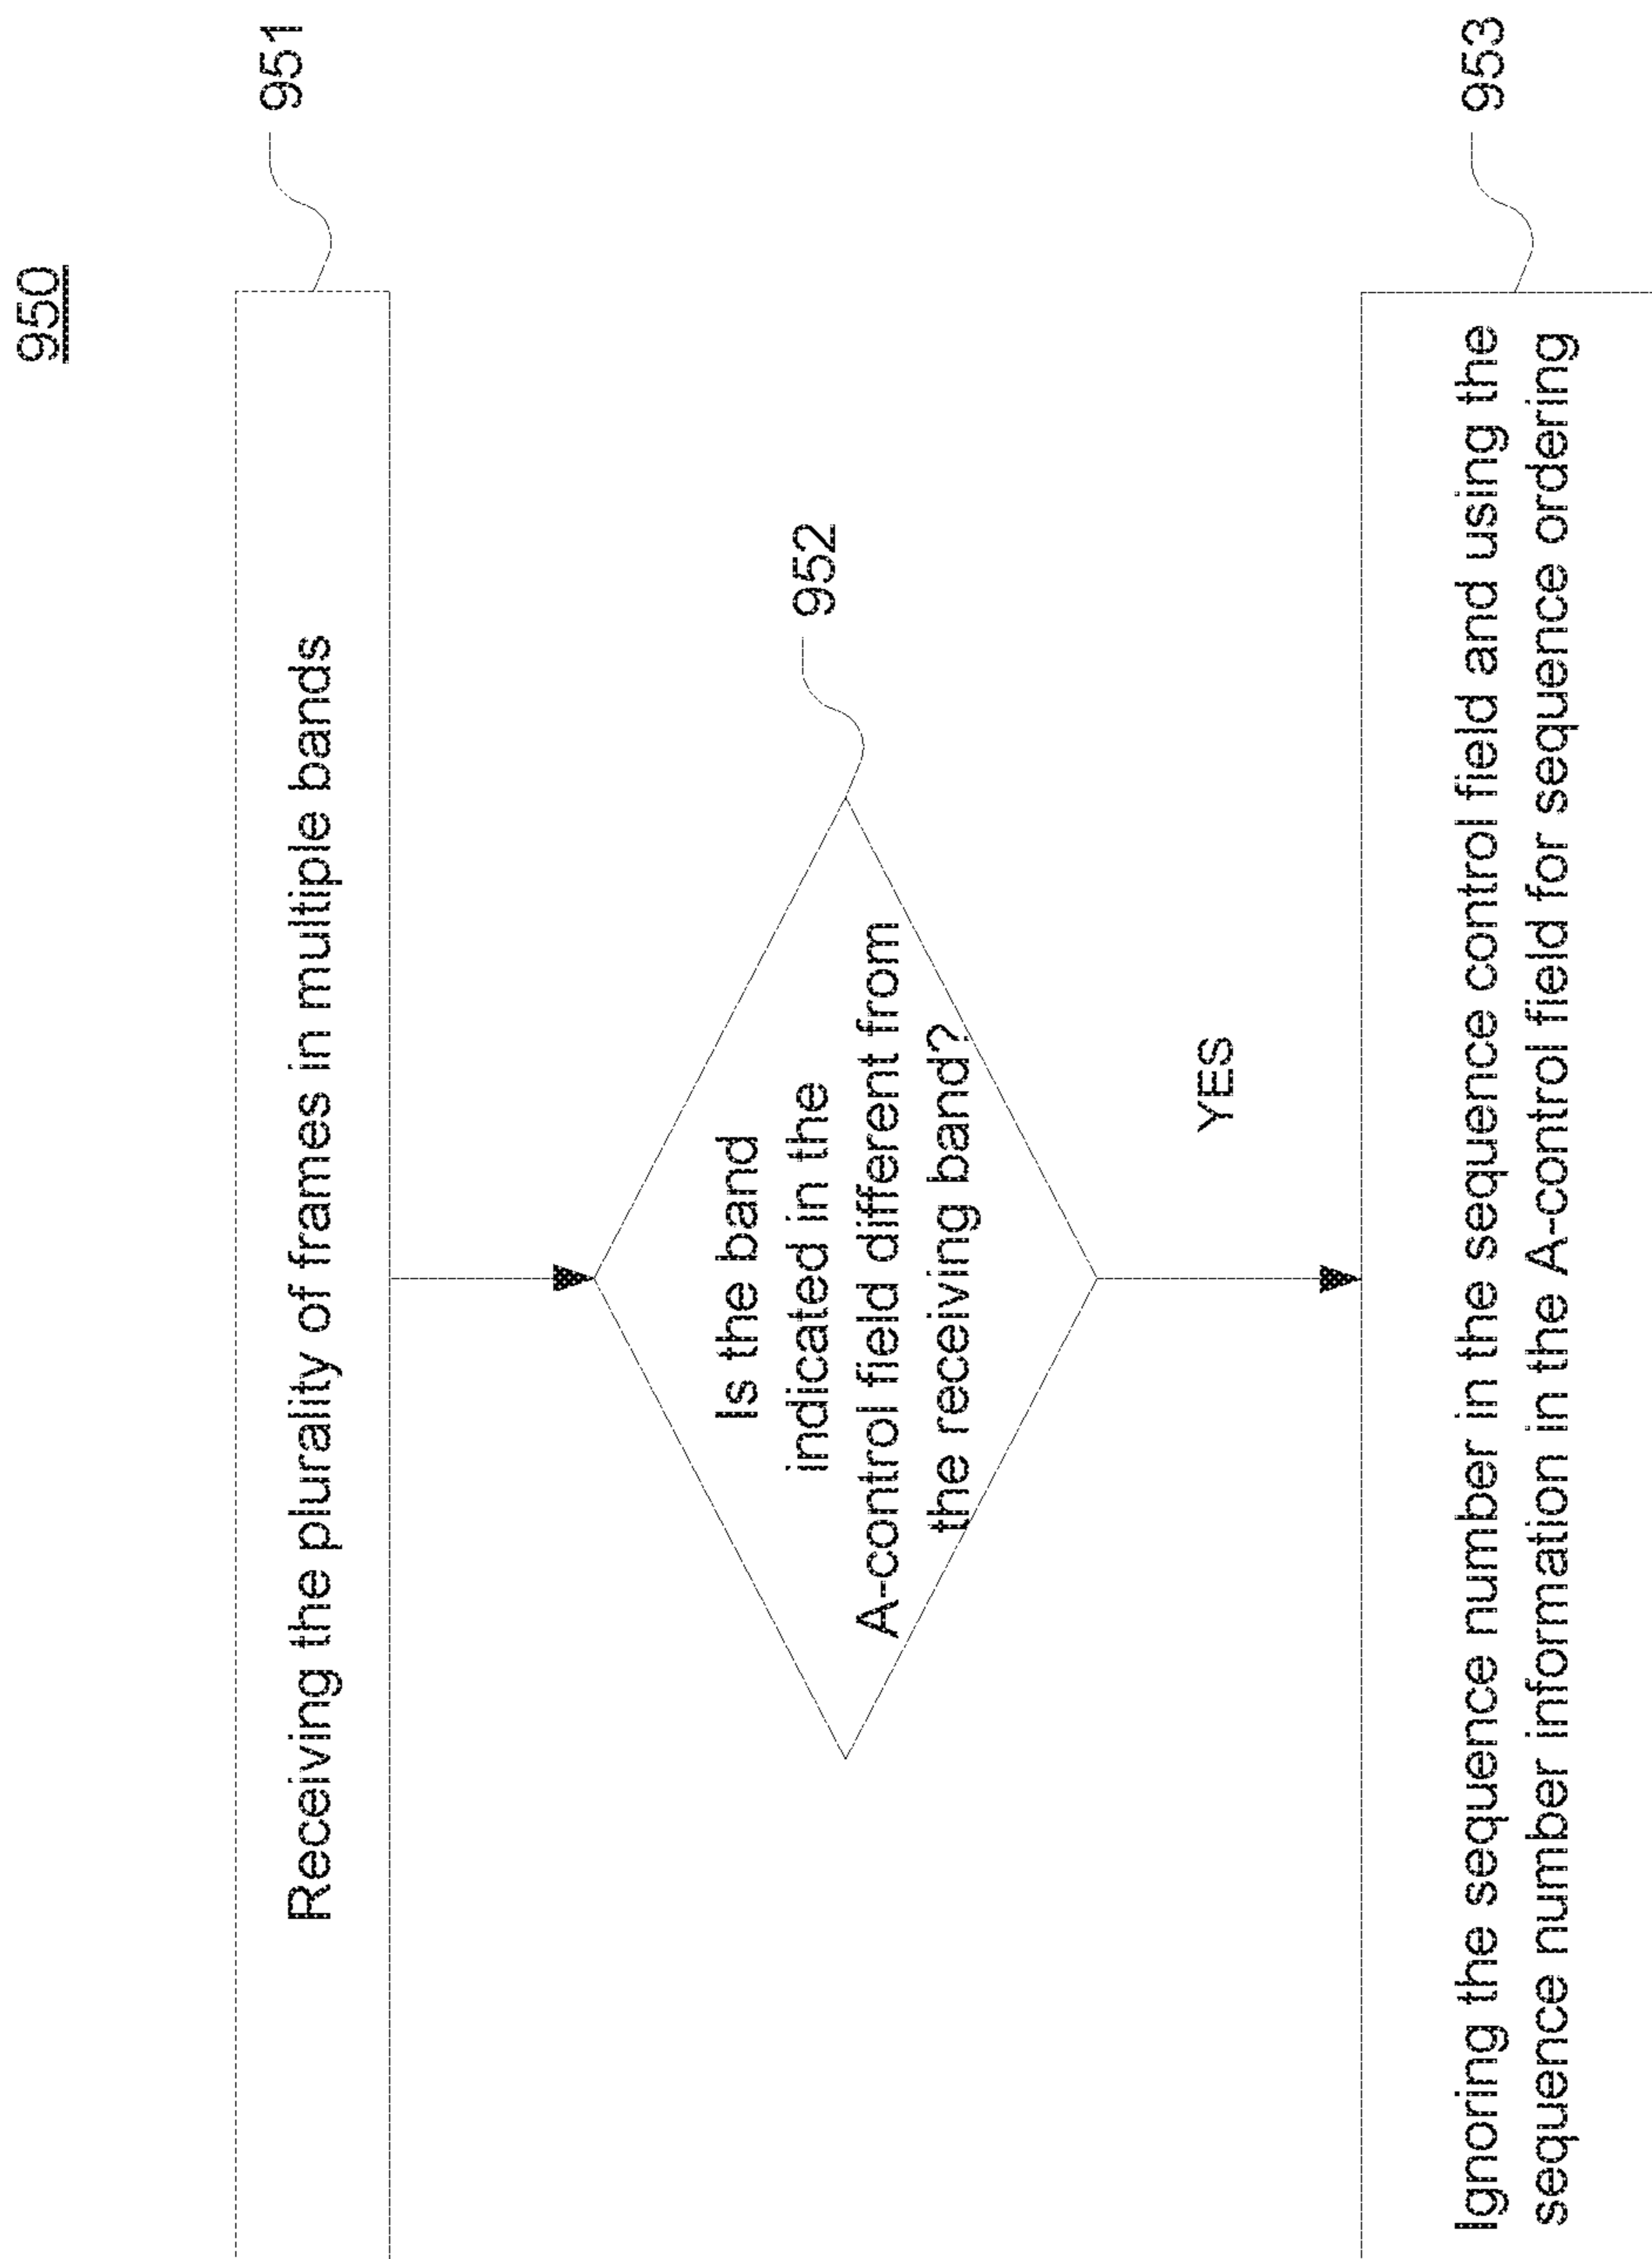 950
951
Receiving the plurality of frames in multiple bands
952
Is the band
indicated in the
A-control field different from
the receiving band?
YES
953
Ignoring the sequence number in the sequence control field and using the
sequence number information in the A-control field for sequence ordering